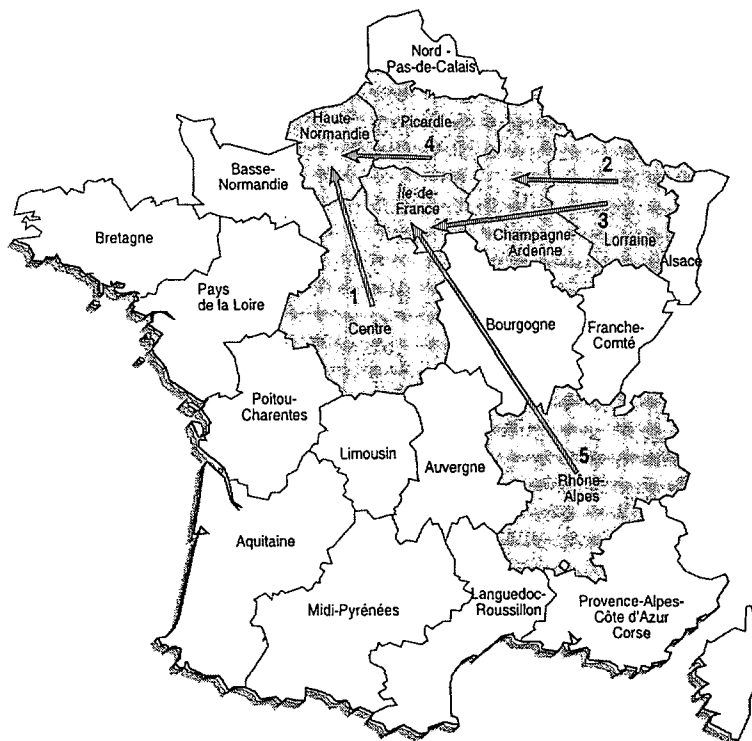 Nord -
Pas-de-Calais
Haute-
Normandie
Picardie
4
2
Basse-
Normandie
Île-de-
France
3
Champagne-
Ardenne
Lorraine
Alsace
Bretagne
Pays
de la Loire
1
Centre
Bourgogne
Franche-
Comté
Poitou-
Charentes
Limousin
Auvergne
5
Rhône-
Alpes
Aquitaine
Midi-Pyrénées
Languedoc-
Roussillon
Provence-Alpes-
Côte d'Azur
Corse